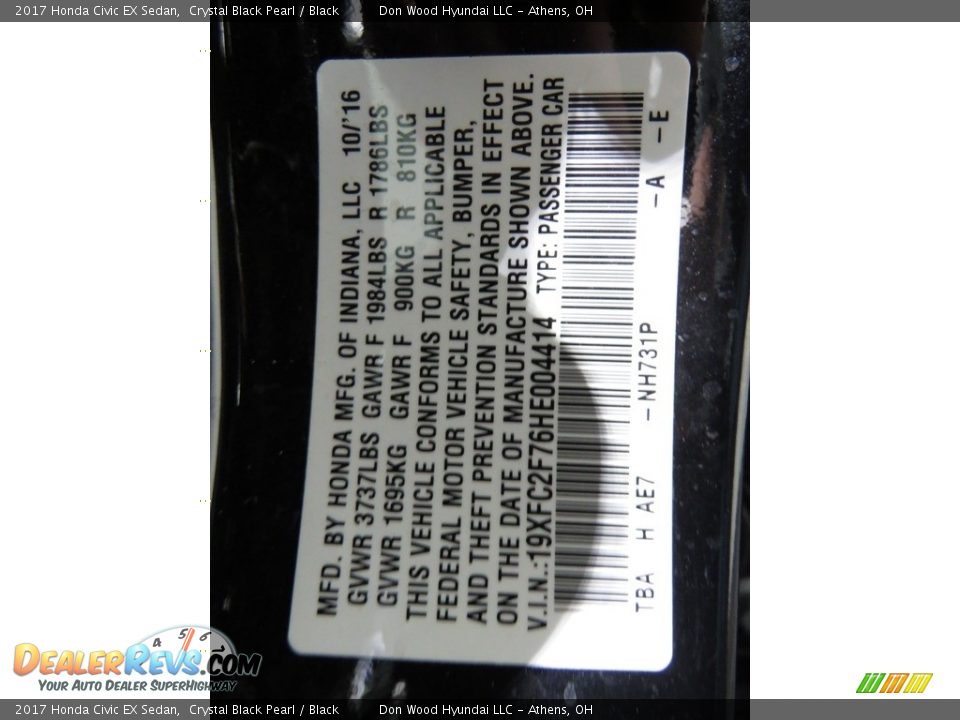 2017 Honda Civic EX Sedan, Crystal Black Pearl / Black Don Wood Hyundai LLC - Athens, OH
MFD. BY HONDA MFG. OF INDIANA, LLC 10/'16
GVWR 3737LBS GAWR F 1984LBS R 1786LBS
GVWR 1695KG GAWR F 900KG R 810KG
THIS VEHICLE CONFORMS TO ALL APPLICABLE
FEDERAL MOTOR VEHICLE SAFETY, BUMPER,
AND THEFT PREVENTION STANDARDS IN EFFECT
ON THE DATE OF MANUFACTURE SHOWN ABOVE.
V.I.N.:19XFC2F76HE004414 TYPE: PASSENGER CAR
TBA H AE7 -NH731P -A -E
4 5 6
DEALERREVS.COM
YOUR AUTO DEALER SUPERHIGHWAY
2017 Honda Civic EX Sedan, Crystal Black Pearl / Black Don Wood Hyundai LLC - Athens, OH